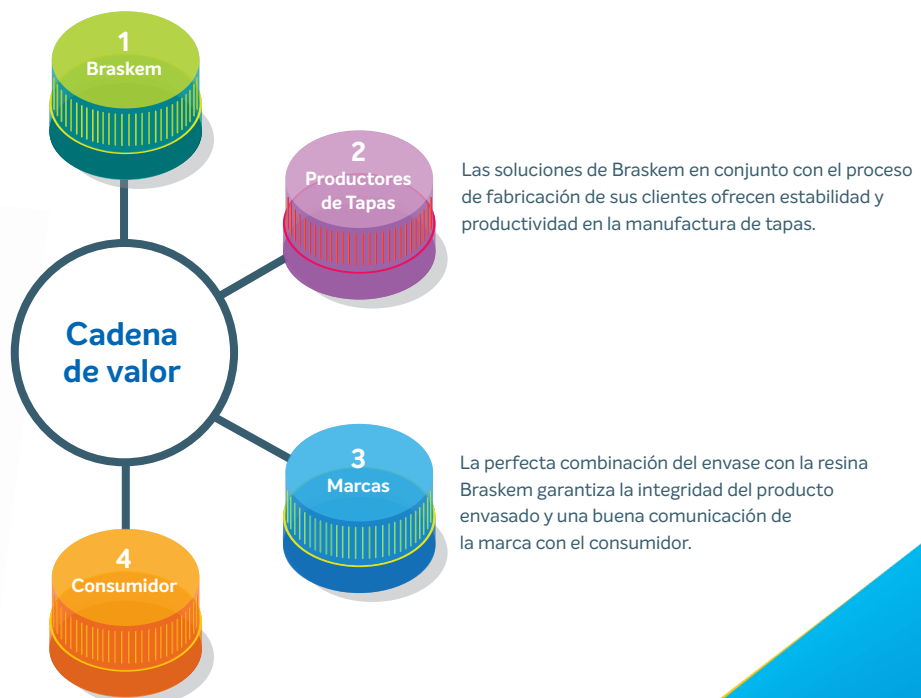 1
Braskem
2
Productores
de Tapas
Las soluciones de Braskem en conjunto con el proceso
de fabricación de sus clientes ofrecen estabilidad y
productividad en la manufactura de tapas.
Cadena
de valor
3
Marcas
La perfecta combinación del envase con la resina
Braskem garantiza la integridad del producto
envasado y una buena comunicación de
la marca con el consumidor.
4
Consumidor